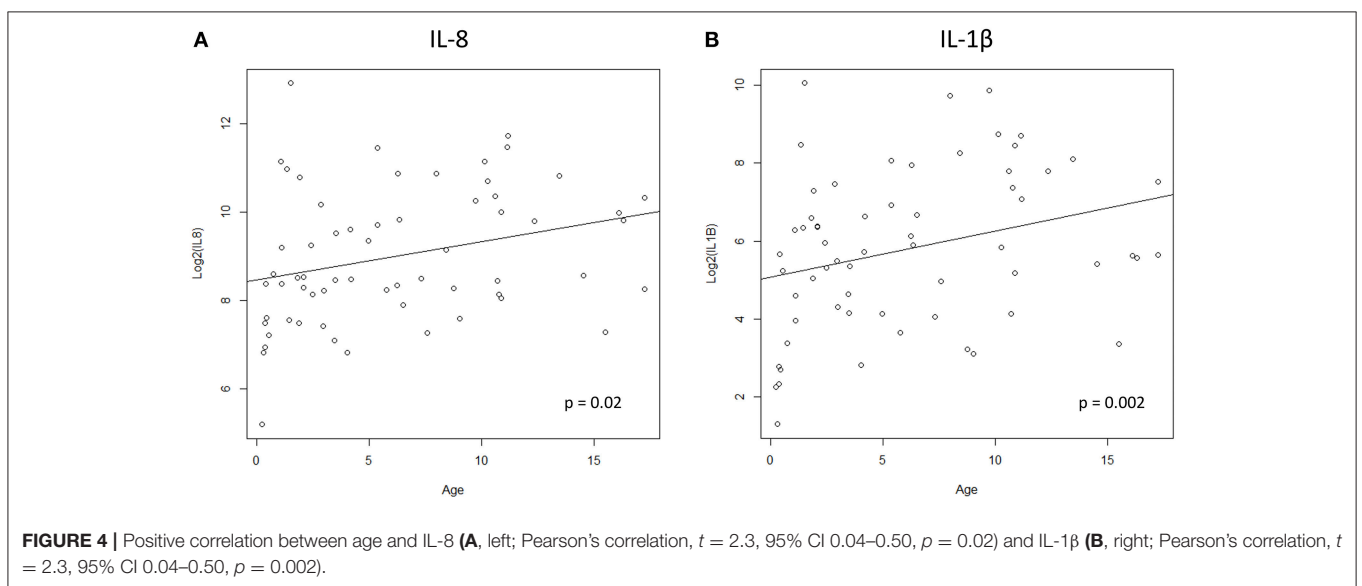 A IL-8
B IL-1β
Log2(IL8)
12
10
8
6
p = 0.02
0 5 10 15
Age
Log2(IL1B)
10
8
6
4
2
p = 0.002
0 5 10 15
Age
FIGURE 4 | Positive correlation between age and IL-8 (A, left; Pearson's correlation, t = 2.3, 95% CI 0.04–0.50, p = 0.02) and IL-1β (B, right; Pearson's correlation, t
= 2.3, 95% CI 0.04–0.50, p = 0.002).